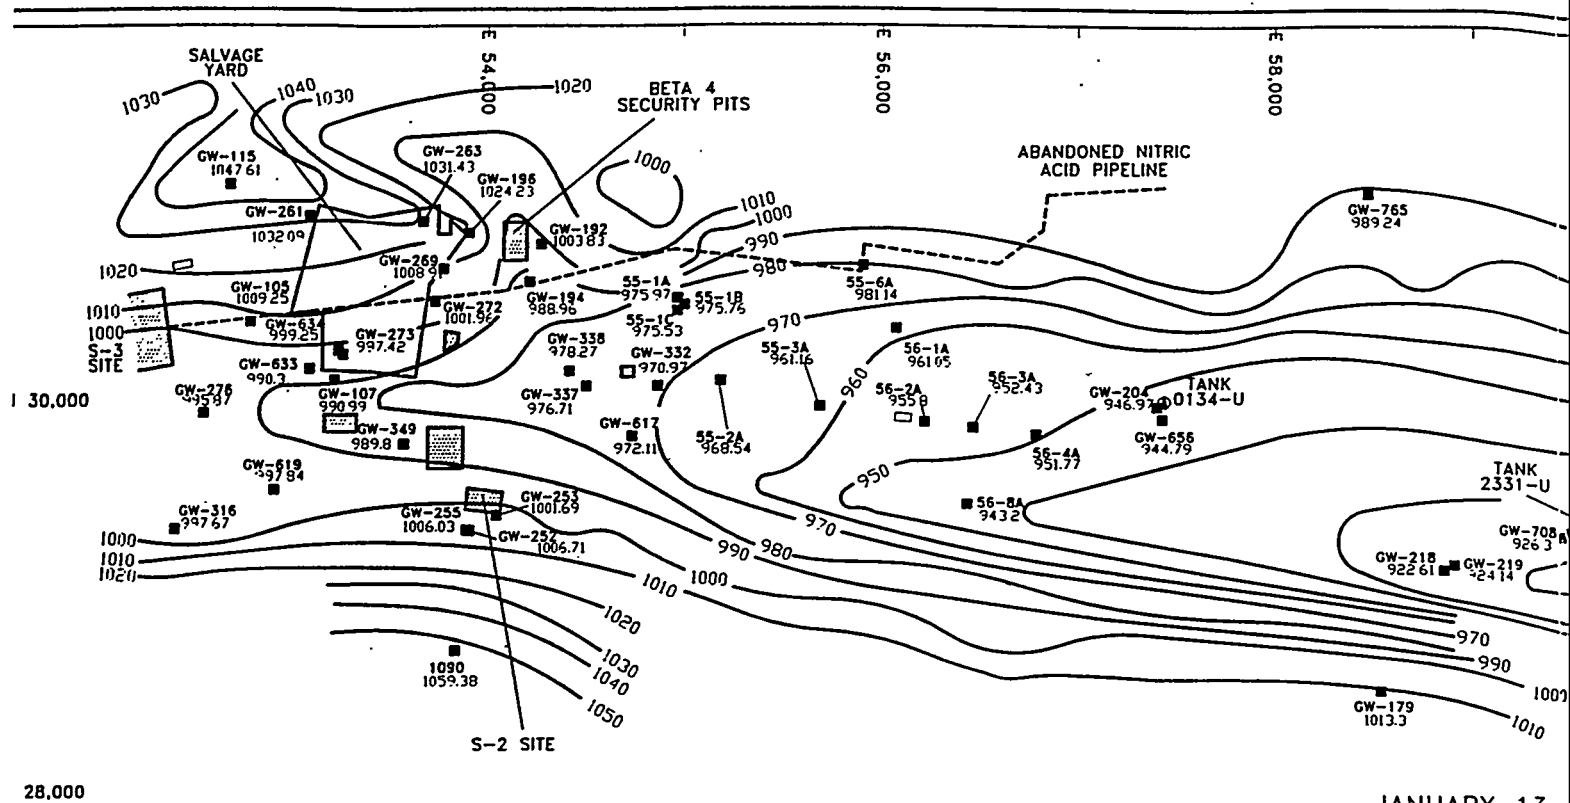 E 54,000
E 56,000
E 58,000
SALVAGE
YARD
BETA 4
SECURITY PITS
ABANDONED NITRIC
ACID PIPELINE
1030
1040
1030
1020
1000
GW-115
1047.61
GW-263
1031.43
GW-196
1024.23
GW-261
1032.09
GW-192
1003.83
1010
1000
990
980
GW-765
989.24
1020
GW-269
GW-105
1009.25
GW-272
1001.96
GW-194
988.96
55-1A
975.97
55-1B
975.76
55-1C
975.53
55-6A
981.14
1010
1000
S-3
SITE
GW-634
999.25
GW-273
997.42
GW-338
978.27
GW-332
970.97
970
55-3A
961.16
56-1A
961.05
960
GW-633
990.3
GW-276
GW-107
990.99
GW-337
976.71
56-2A
955.8
56-3A
952.43
GW-204
946.97
TANK
0134-U
30,000
GW-349
989.8
GW-617
972.11
55-2A
968.54
56-4A
951.77
GW-656
944.79
GW-619
997.84
950
TANK
2331-U
GW-316
997.67
GW-253
1001.69
GW-255
1006.03
GW-252
1006.71
56-8A
943.2
970
980
990
1000
1010
1020
1000
1010
GW-708
926.3
GW-218
922.61
GW-219
924.14
1020
1030
1040
1050
1090
1059.38
970
990
1000
1010
GW-179
1013.3
S-2 SITE
28,000